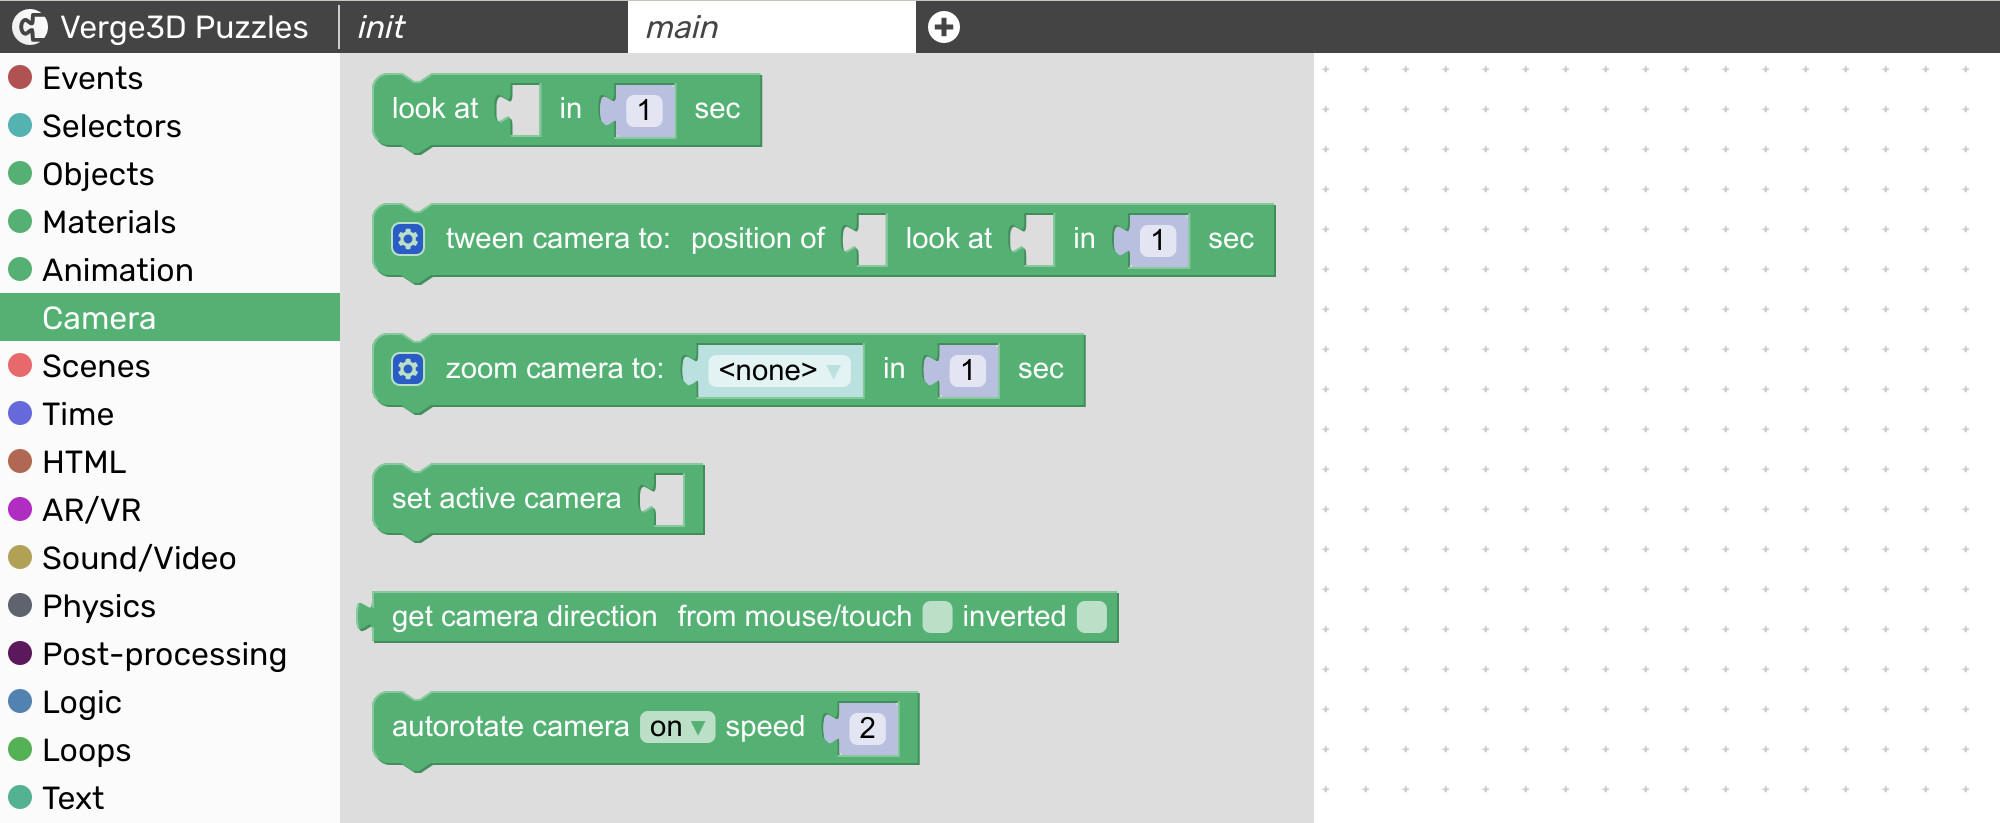 Verge3D Puzzles init main
Events
Selectors
Objects
Materials
Animation
Camera
Scenes
Time
HTML
AR/VR
Sound/Video
Physics
Post-processing
Logic
Loops
Text
look at in 1 sec
tween camera to: position of look at in 1 sec
zoom camera to: <none> in 1 sec
set active camera
get camera direction from mouse/touch inverted
autorotate camera on speed 2